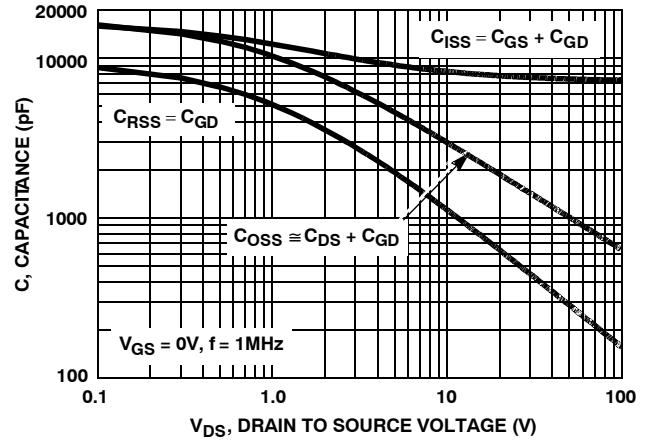 20000
10000
1000
100
C, CAPACITANCE (pF)
CISS = CGS + CGD
CRSS = CGD
COSS ≅ CDS + CGD
VGS = 0V, f = 1MHz
0.1
1.0
10
100
VDS, DRAIN TO SOURCE VOLTAGE (V)